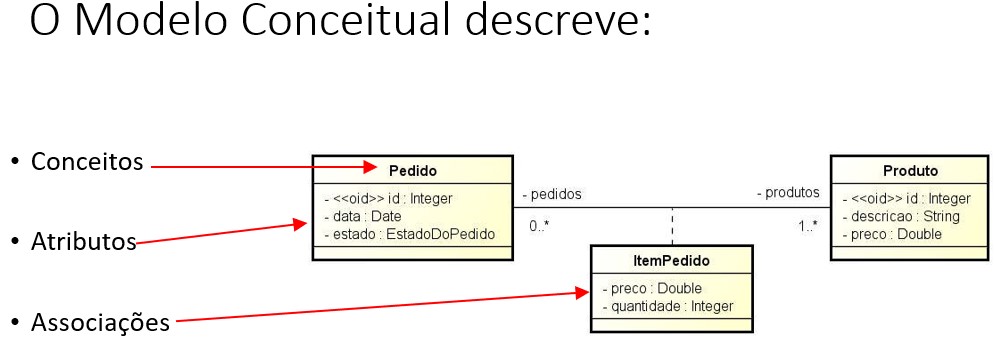 O Modelo Conceitual descreve:
• Conceitos
• Atributos
• Associações
Pedido
- <<oid>> id : Integer
- data : Date
- estado : EstadoDoPedido
- pedidos
0..*
- produtos
1..*
Produto
- <<oid>> id : Integer
- descricao : String
- preco : Double
ItemPedido
- preco : Double
- quantidade : Integer